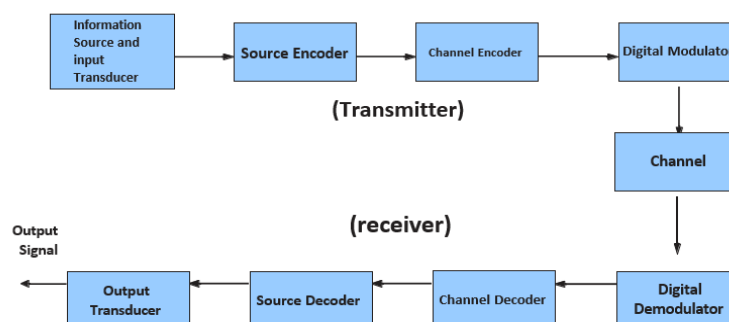 Information
Source and
input
Transducer
Source Encoder
Channel Encoder
Digital Modulator
(Transmitter)
Channel
(receiver)
Output
Signal
Output
Transducer
Source Decoder
Channel Decoder
Digital
Demodulator